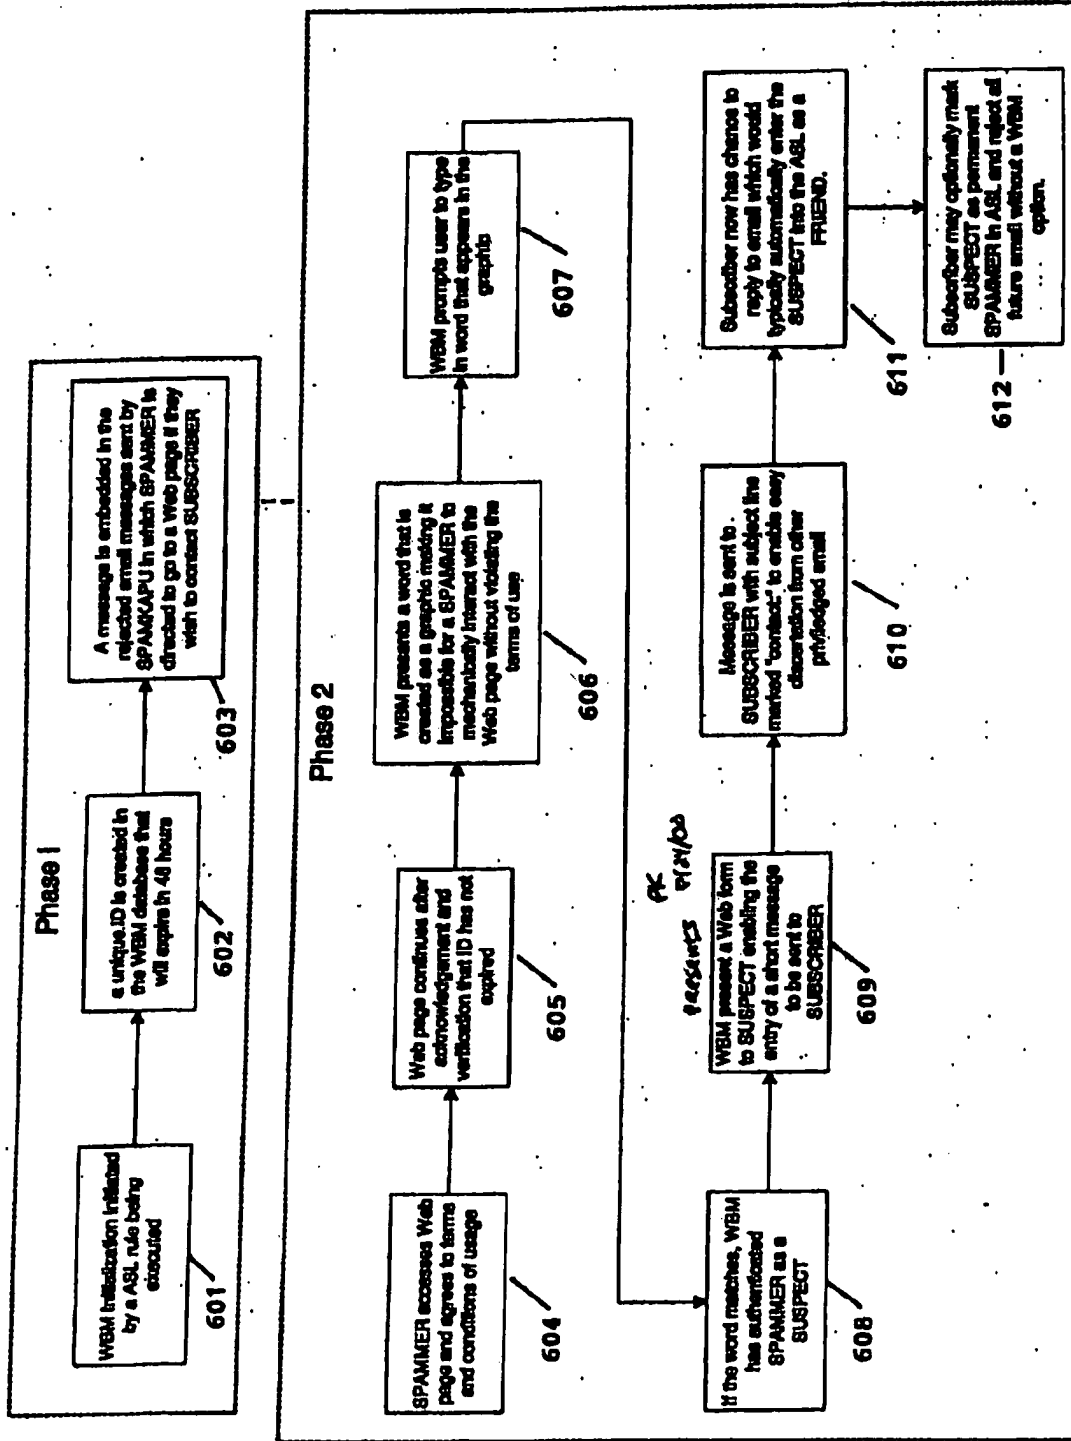 Phase I
WBM initialization initiated
by a ASL rule being
executed
601
a unique ID is created in
the WBM database that
will expire in 48 hours
602
A message is embedded in the
rejected email messages sent by
SPAMKAPU in which SPAMMER is
directed to go to a Web page if they
wish to contact SUBSCRIBER
603
Phase 2
SPAMMER accesses Web
page and agrees to terms
and conditions of usage
604
Web page continues after
acknowledgement and
verification that ID has not
expired
605
WBM presents a word that is
created as a graphic making it
impossible for a SPAMMER to
mechanically interact with the
Web page without violating the
terms of use
606
WBM prompts user to type
in word that appears in the
graphic
607
If the word matches, WBM
has authenticated
SPAMMER as a
SUSPECT
608
PRESENTS
PK
WBM present a Web form
to SUSPECT enabling the
entry of a short message
to be sent to
SUBSCRIBER
609
Message is sent to
SUBSCRIBER with subject line
marked "contact:" to enable easy
discertation from other
priviledged email
610
Subscriber now has chance to
reply to email which would
typically automatically enter the
SUSPECT into the ASL as a
FRIEND.
611
Subscriber may optionally mark
SUSPECT as permanent
SPAMMER in ASL and reject all
future email without a WBM
option.
612